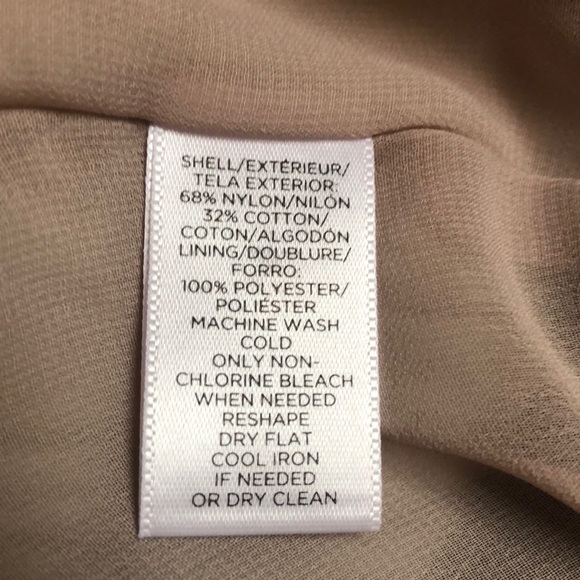 SHELL/EXTÉRIEUR/
TELA EXTERIOR:
68% NYLON/NILÓN
32% COTTON/
COTON/ALGODÓN
LINING/DOUBLURE/
FORRO:
100% POLYESTER/
POLIÉSTER
MACHINE WASH
COLD
ONLY NON-
CHLORINE BLEACH
WHEN NEEDED
RESHAPE
DRY FLAT
COOL IRON
IF NEEDED
OR DRY CLEAN